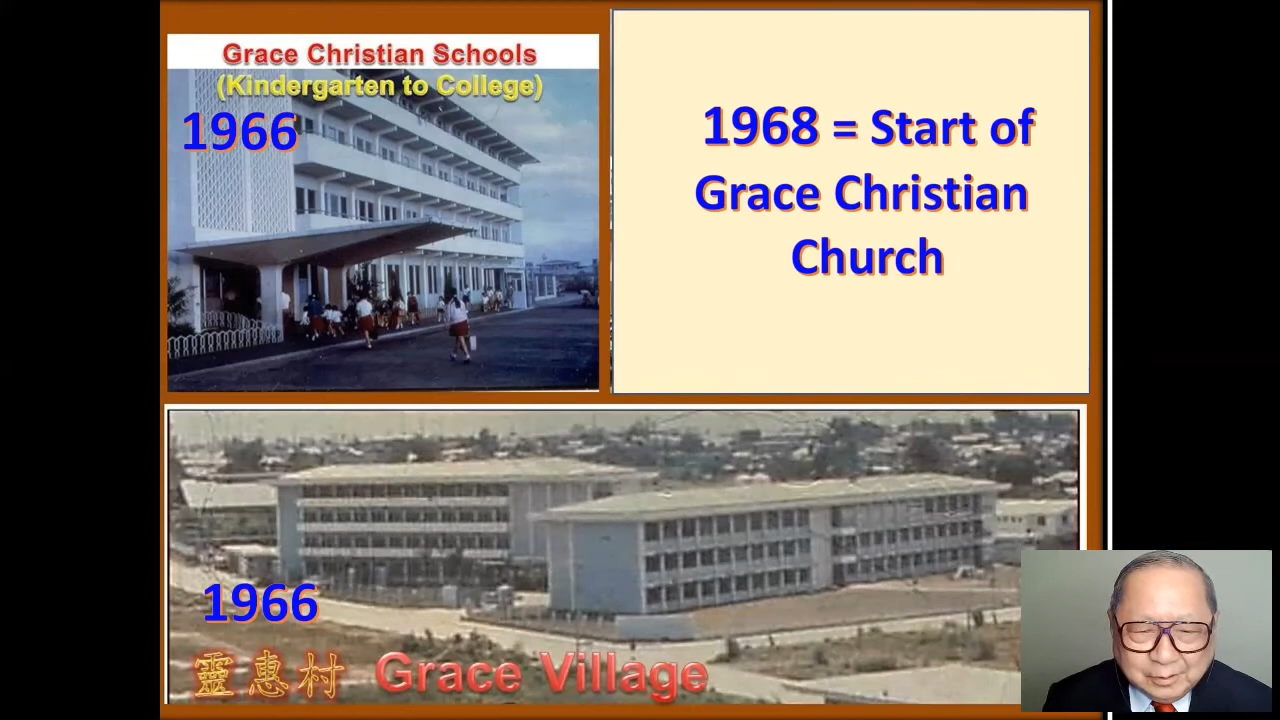 Grace Christian Schools
(Kindergarten to College)
1966
1968 = Start of
Grace Christian
Church
1966
靈惠村 Grace Village